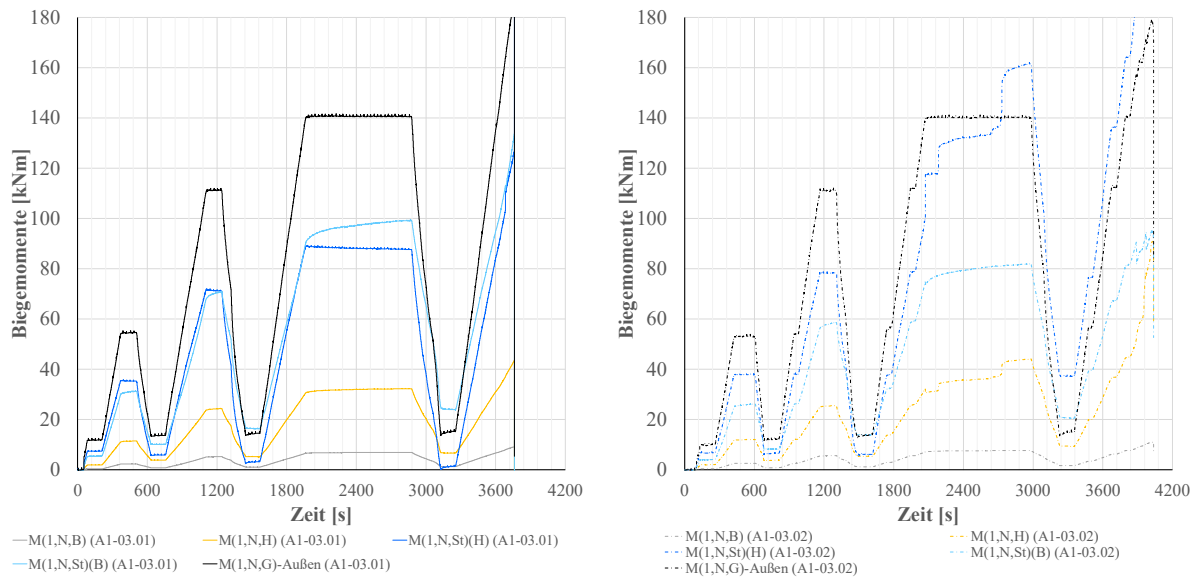 180
160
140
120
100
80
60
40
20
0
Biegemomente [kNm]
0 600 1200 1800 2400 3000 3600 4200
Zeit [s]
M(1,N,B) (A1-03.01) M(1,N,H) (A1-03.01) M(1,N,St)(H) (A1-03.01)
M(1,N,St)(B) (A1-03.01) M(1,N,G)-Außen (A1-03.01)
180
160
140
120
100
80
60
40
20
0
Biegemomente [kNm]
0 600 1200 1800 2400 3000 3600 4200
Zeit [s]
M(1,N,B) (A1-03.02) M(1,N,H) (A1-03.02)
M(1,N,St)(H) (A1-03.02) M(1,N,St)(B) (A1-03.02)
M(1,N,G)-Außen (A1-03.02)